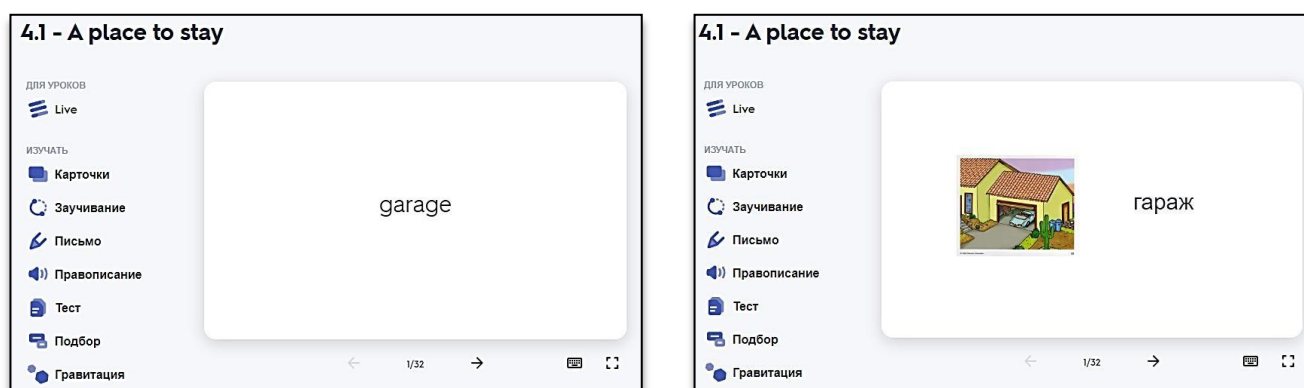 4.1 - A place to stay
ДЛЯ УРОКОВ
Live
ИЗУЧАТЬ
Карточки
Заучивание
Письмо
Правописание
Тест
Подбор
Гравитация
garage
1/32
4.1 - A place to stay
ДЛЯ УРОКОВ
Live
ИЗУЧАТЬ
Карточки
Заучивание
Письмо
Правописание
Тест
Подбор
Гравитация
гараж
1/32